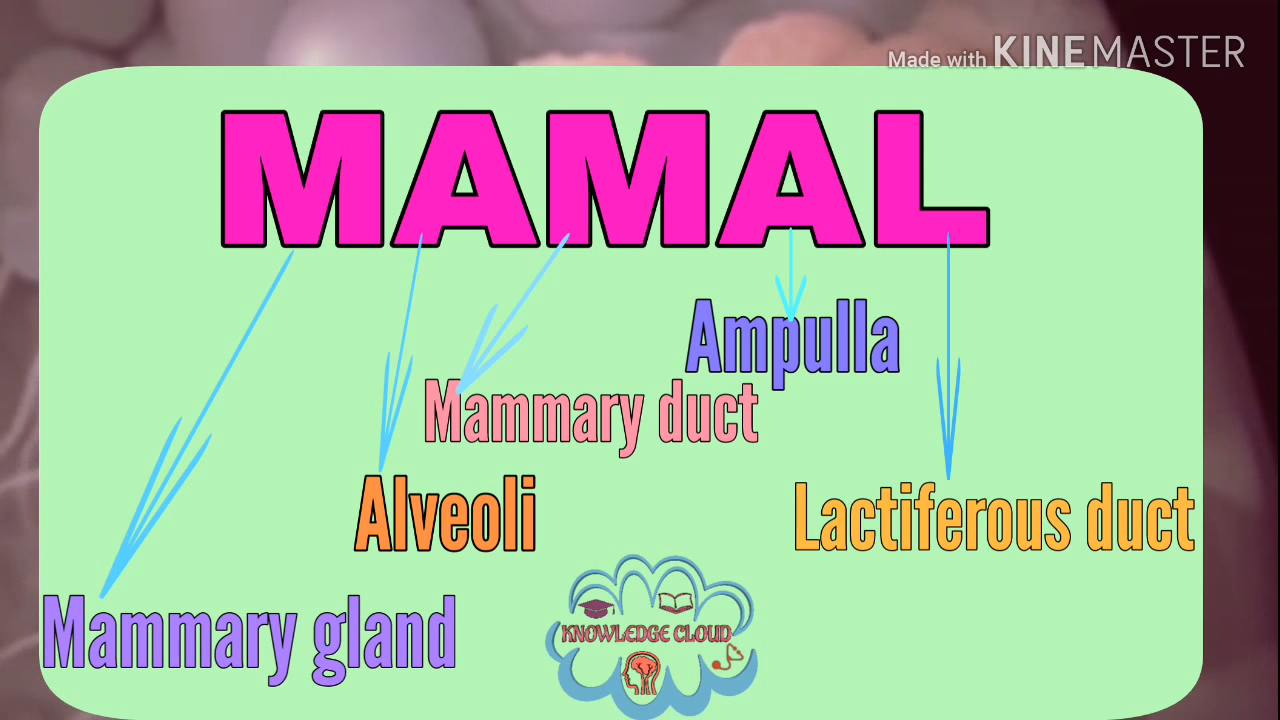 Made with KINEMASTER
MAMAL
Ampulla
Mammary duct
Alveoli
Lactiferous duct
Mammary gland
KNOWLEDGE CLOUD